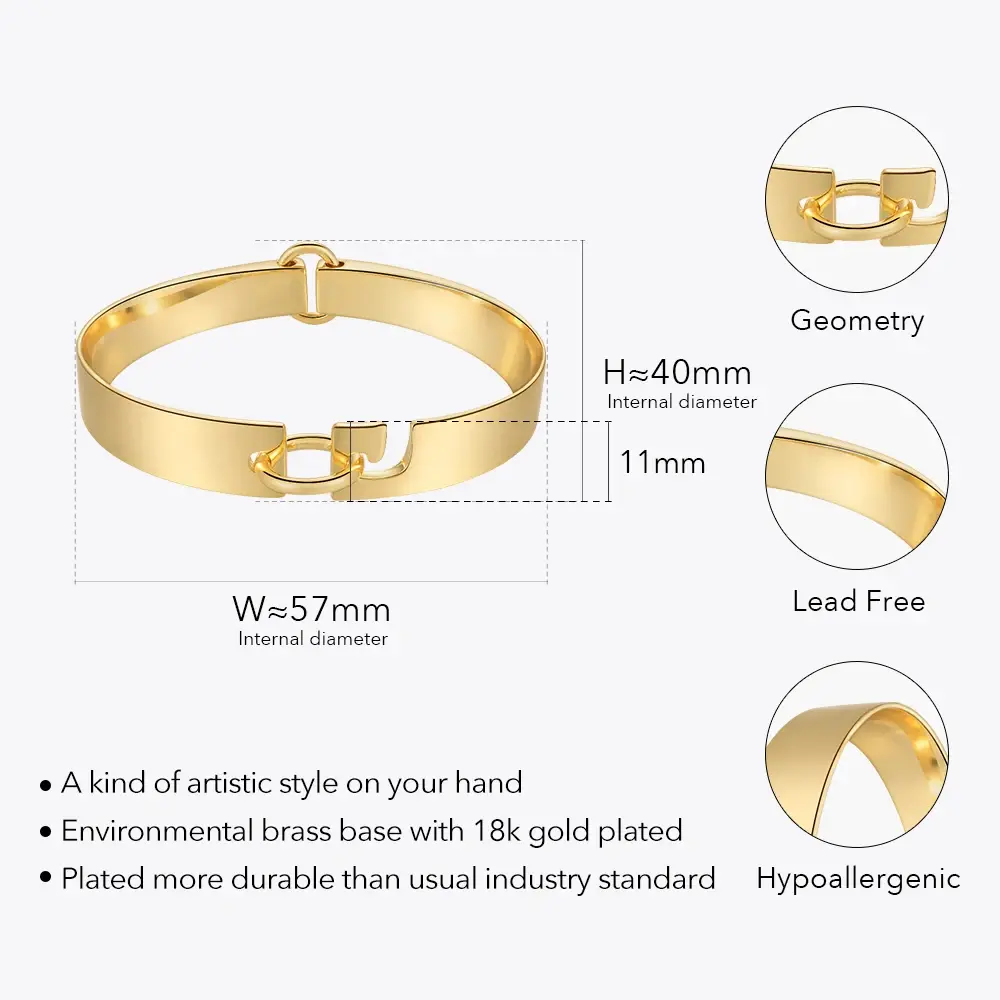 Geometry
H≈40mm
Internal diameter
11mm
Lead Free
W≈57mm
Internal diameter
• A kind of artistic style on your hand
• Environmental brass base with 18k gold plated
• Plated more durable than usual industry standard
Hypoallergenic